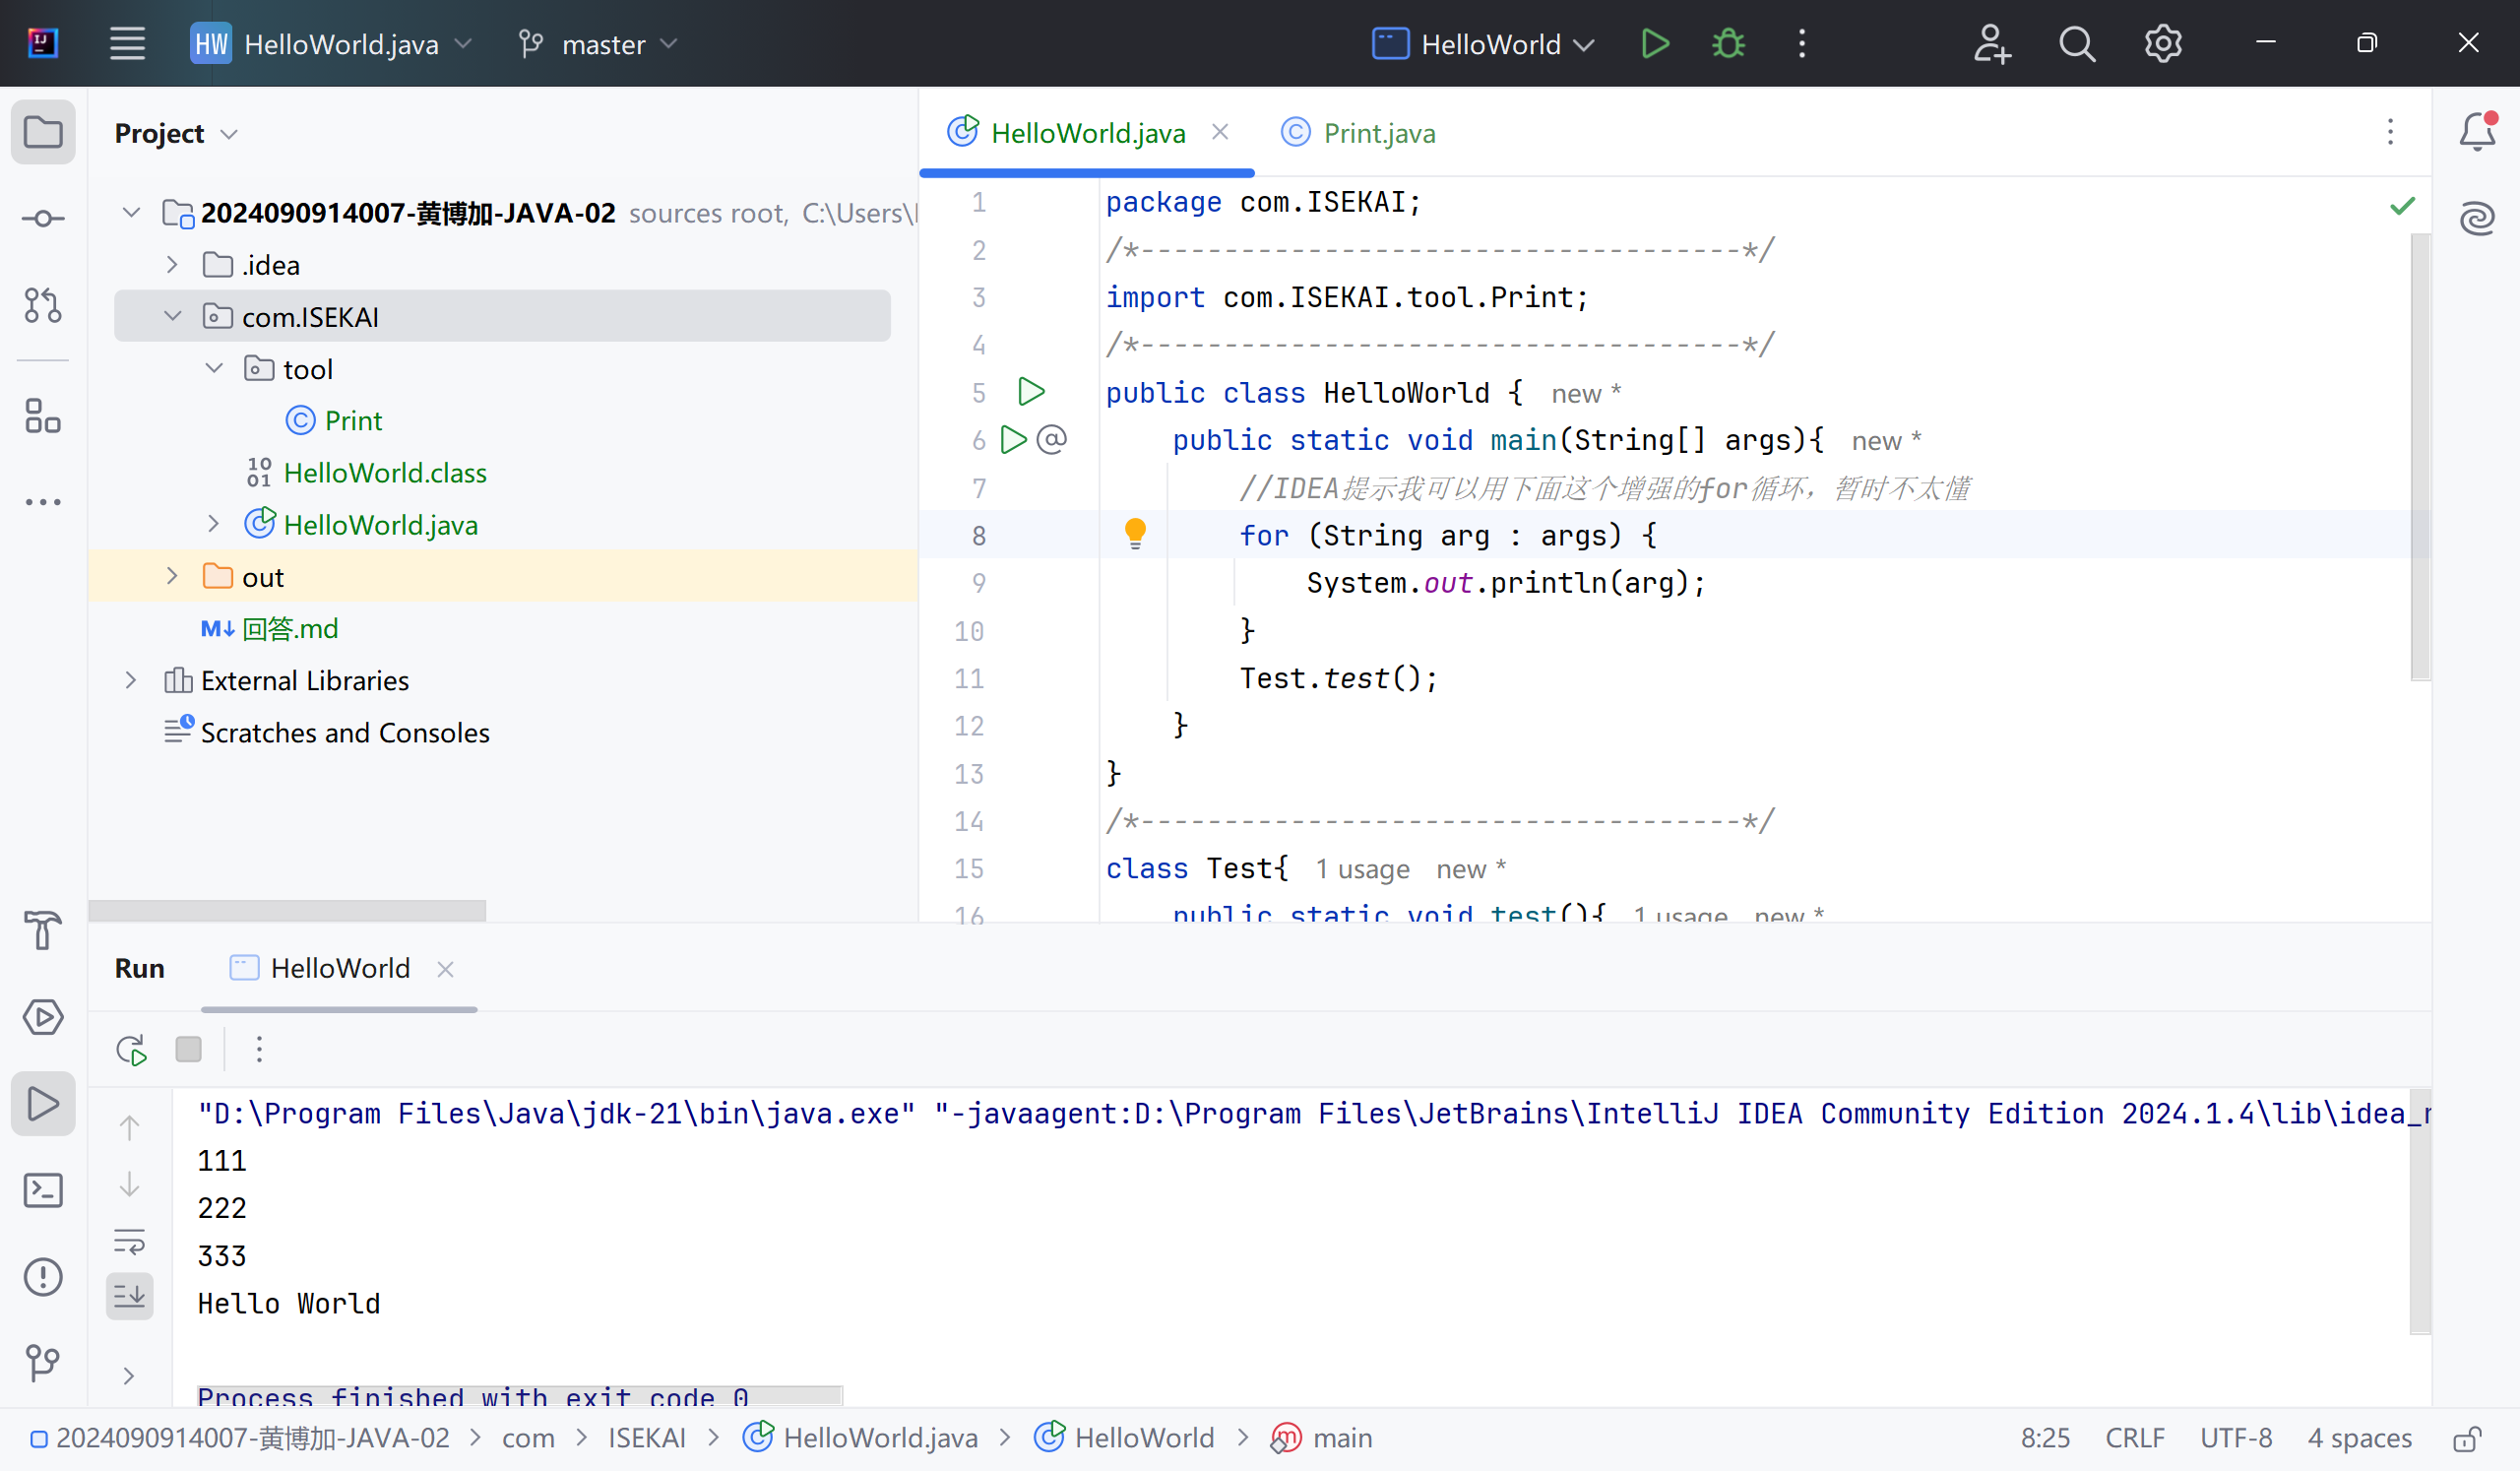 HW HelloWorld.java master HelloWorld
Project
2024090914007-黄博加-JAVA-02 sources root, C:\Users\
.idea
com.ISEKAI
tool
Print
HelloWorld.class
HelloWorld.java
out
回答.md
External Libraries
Scratches and Consoles
HelloWorld.java Print.java
1 package com.ISEKAI;
2 /*------------------------------------*/
3 import com.ISEKAI.tool.Print;
4 /*------------------------------------*/
5 public class HelloWorld { new *
6 public static void main(String[] args){ new *
7 //IDEA提示我可以用下面这个增强的for循环，暂时不太懂
8 for (String arg : args) {
9 System.out.println(arg);
10 }
11 Test.test();
12 }
13 }
14 /*------------------------------------*/
15 class Test{ 1 usage new *
16 public static void test(){ 1 usage new *
Run HelloWorld
"D:\Program Files\Java\jdk-21\bin\java.exe" "-javaagent:D:\Program Files\JetBrains\IntelliJ IDEA Community Edition 2024.1.4\lib\idea_r
111
222
333
Hello World
Process finished with exit code 0
2024090914007-黄博加-JAVA-02 > com > ISEKAI > HelloWorld.java > HelloWorld > main 8:25 CRLF UTF-8 4 spaces